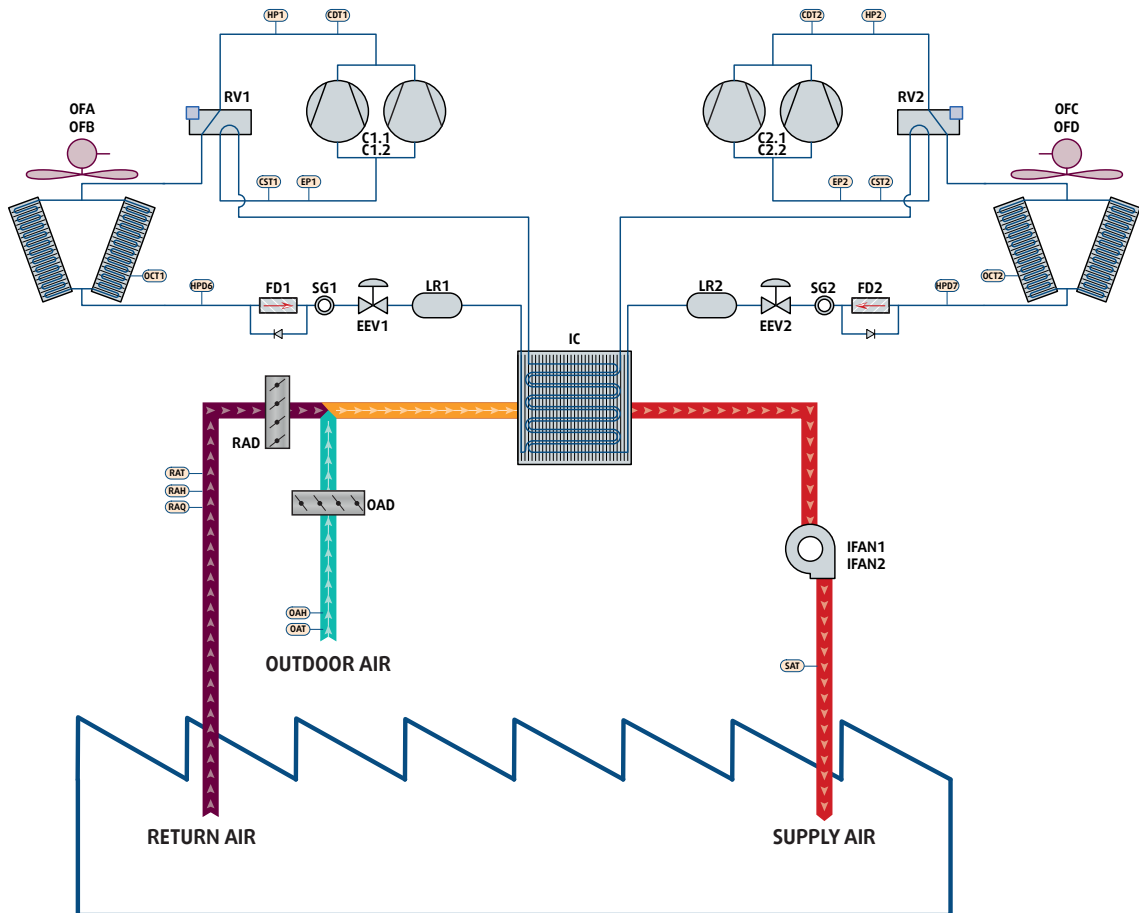 HP1
CDT1
CDT2
HP2
RV1
RV2
OFA
OFB
OFC
OFD
C1.1
C1.2
C2.1
C2.2
CST1
EP1
EP2
CST2
OCT1
OCT2
HPD6
FD1
SG1
EEV1
LR1
LR2
EEV2
SG2
FD2
HPD7
IC
RAD
RAT
RAH
RAQ
OAD
IFAN1
IFAN2
OAH
OAT
OUTDOOR AIR
SAT
RETURN AIR
SUPPLY AIR